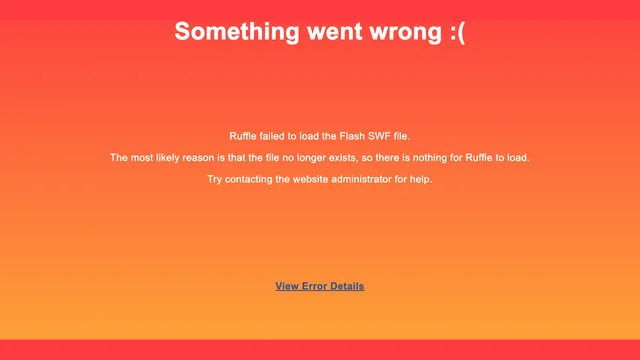 Something went wrong :(
Ruffle failed to load the Flash SWF file.
The most likely reason is that the file no longer exists, so there is nothing for Ruffle to load.
Try contacting the website administrator for help.
View Error Details